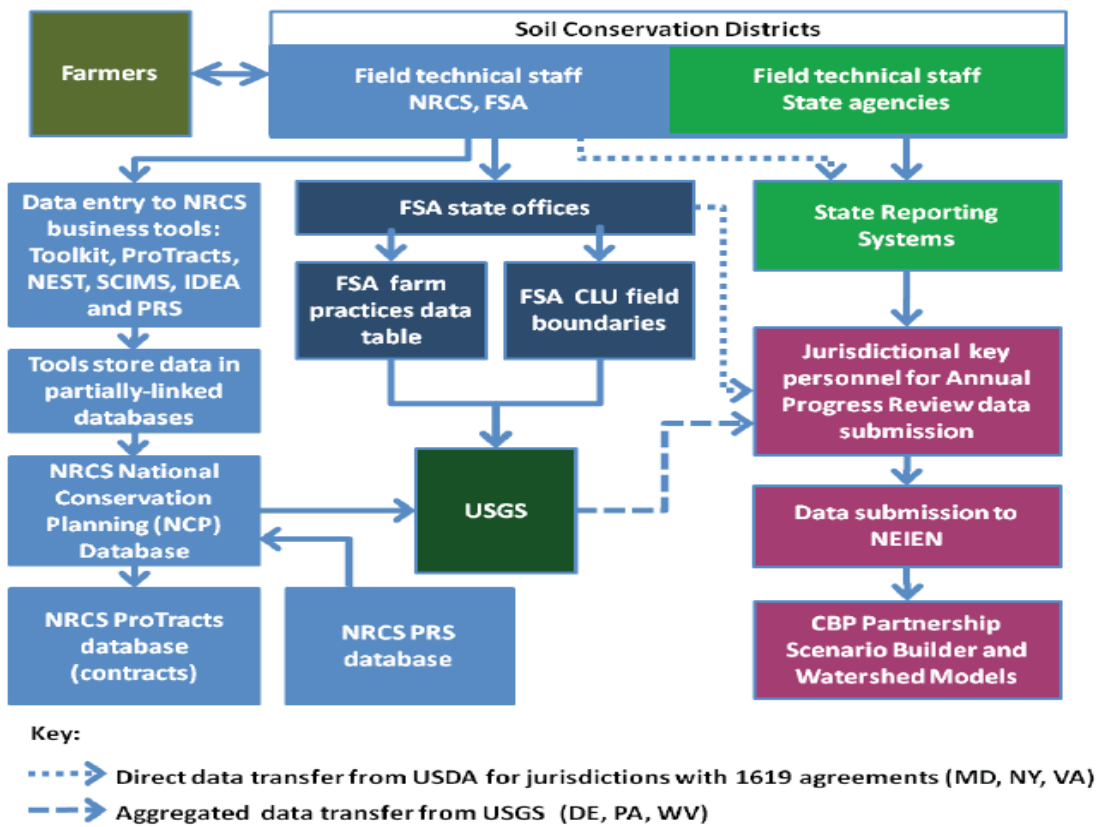 Soil Conservation Districts
Farmers
Field technical staff
NRCS, FSA
Field technical staff
State agencies
Data entry to NRCS
business tools:
Toolkit, ProTracts,
NEST, SCIMS, IDEA
and PRS
FSA state offices
State Reporting
Systems
FSA farm
practices data
table
FSA CLU field
boundaries
Tools store data in
partially-linked
databases
Jurisdictional key
personnel for Annual
Progress Review data
submission
NRCS National
Conservation
Planning (NCP)
Database
USGS
Data submission to
NEIEN
NRCS ProTracts
database
(contracts)
NRCS PRS
database
CBP Partnership
Scenario Builder and
Watershed Models
Key:
Direct data transfer from USDA for jurisdictions with 1619 agreements (MD, NY, VA)
Aggregated data transfer from USGS (DE, PA, WV)